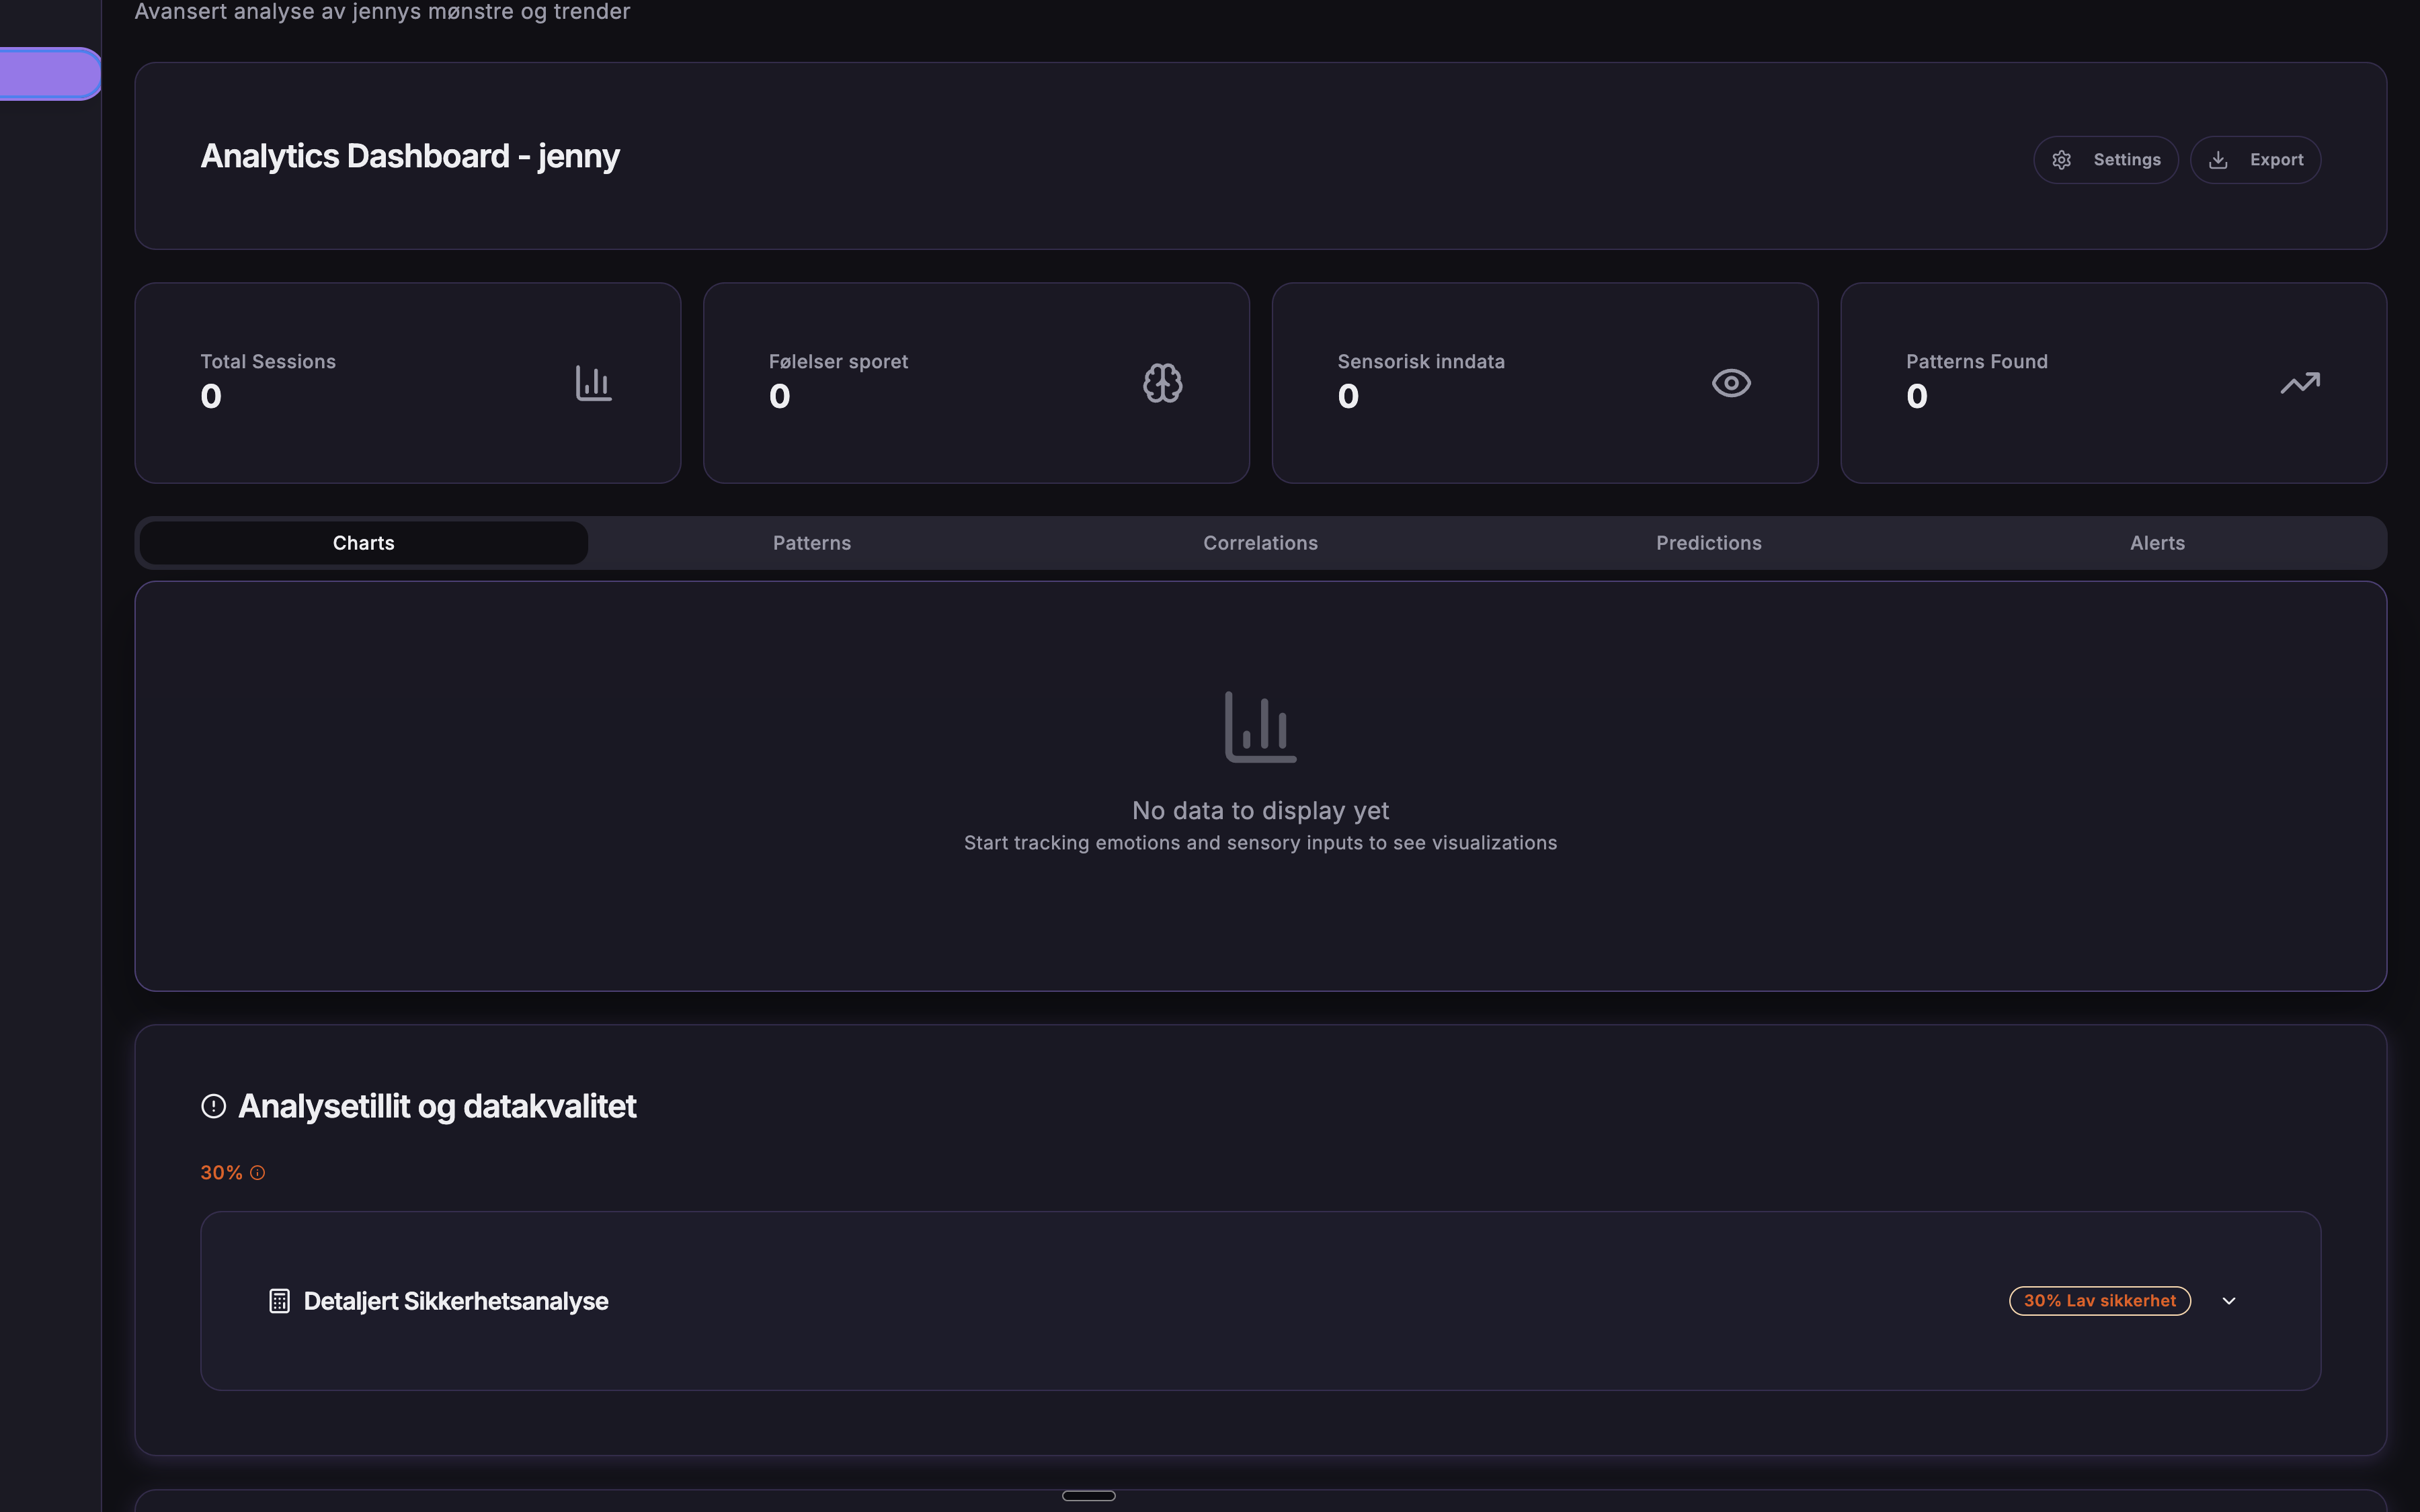 Avansert analyse av jennys mønstre og trender
Analytics Dashboard - jenny
Settings
Export
Total Sessions
0
Følelser sporet
0
Sensorisk inndata
0
Patterns Found
0
Charts
Patterns
Correlations
Predictions
Alerts
No data to display yet
Start tracking emotions and sensory inputs to see visualizations
Analysetillit og datakvalitet
30%
Detaljert Sikkerhetsanalyse
30% Lav sikkerhet